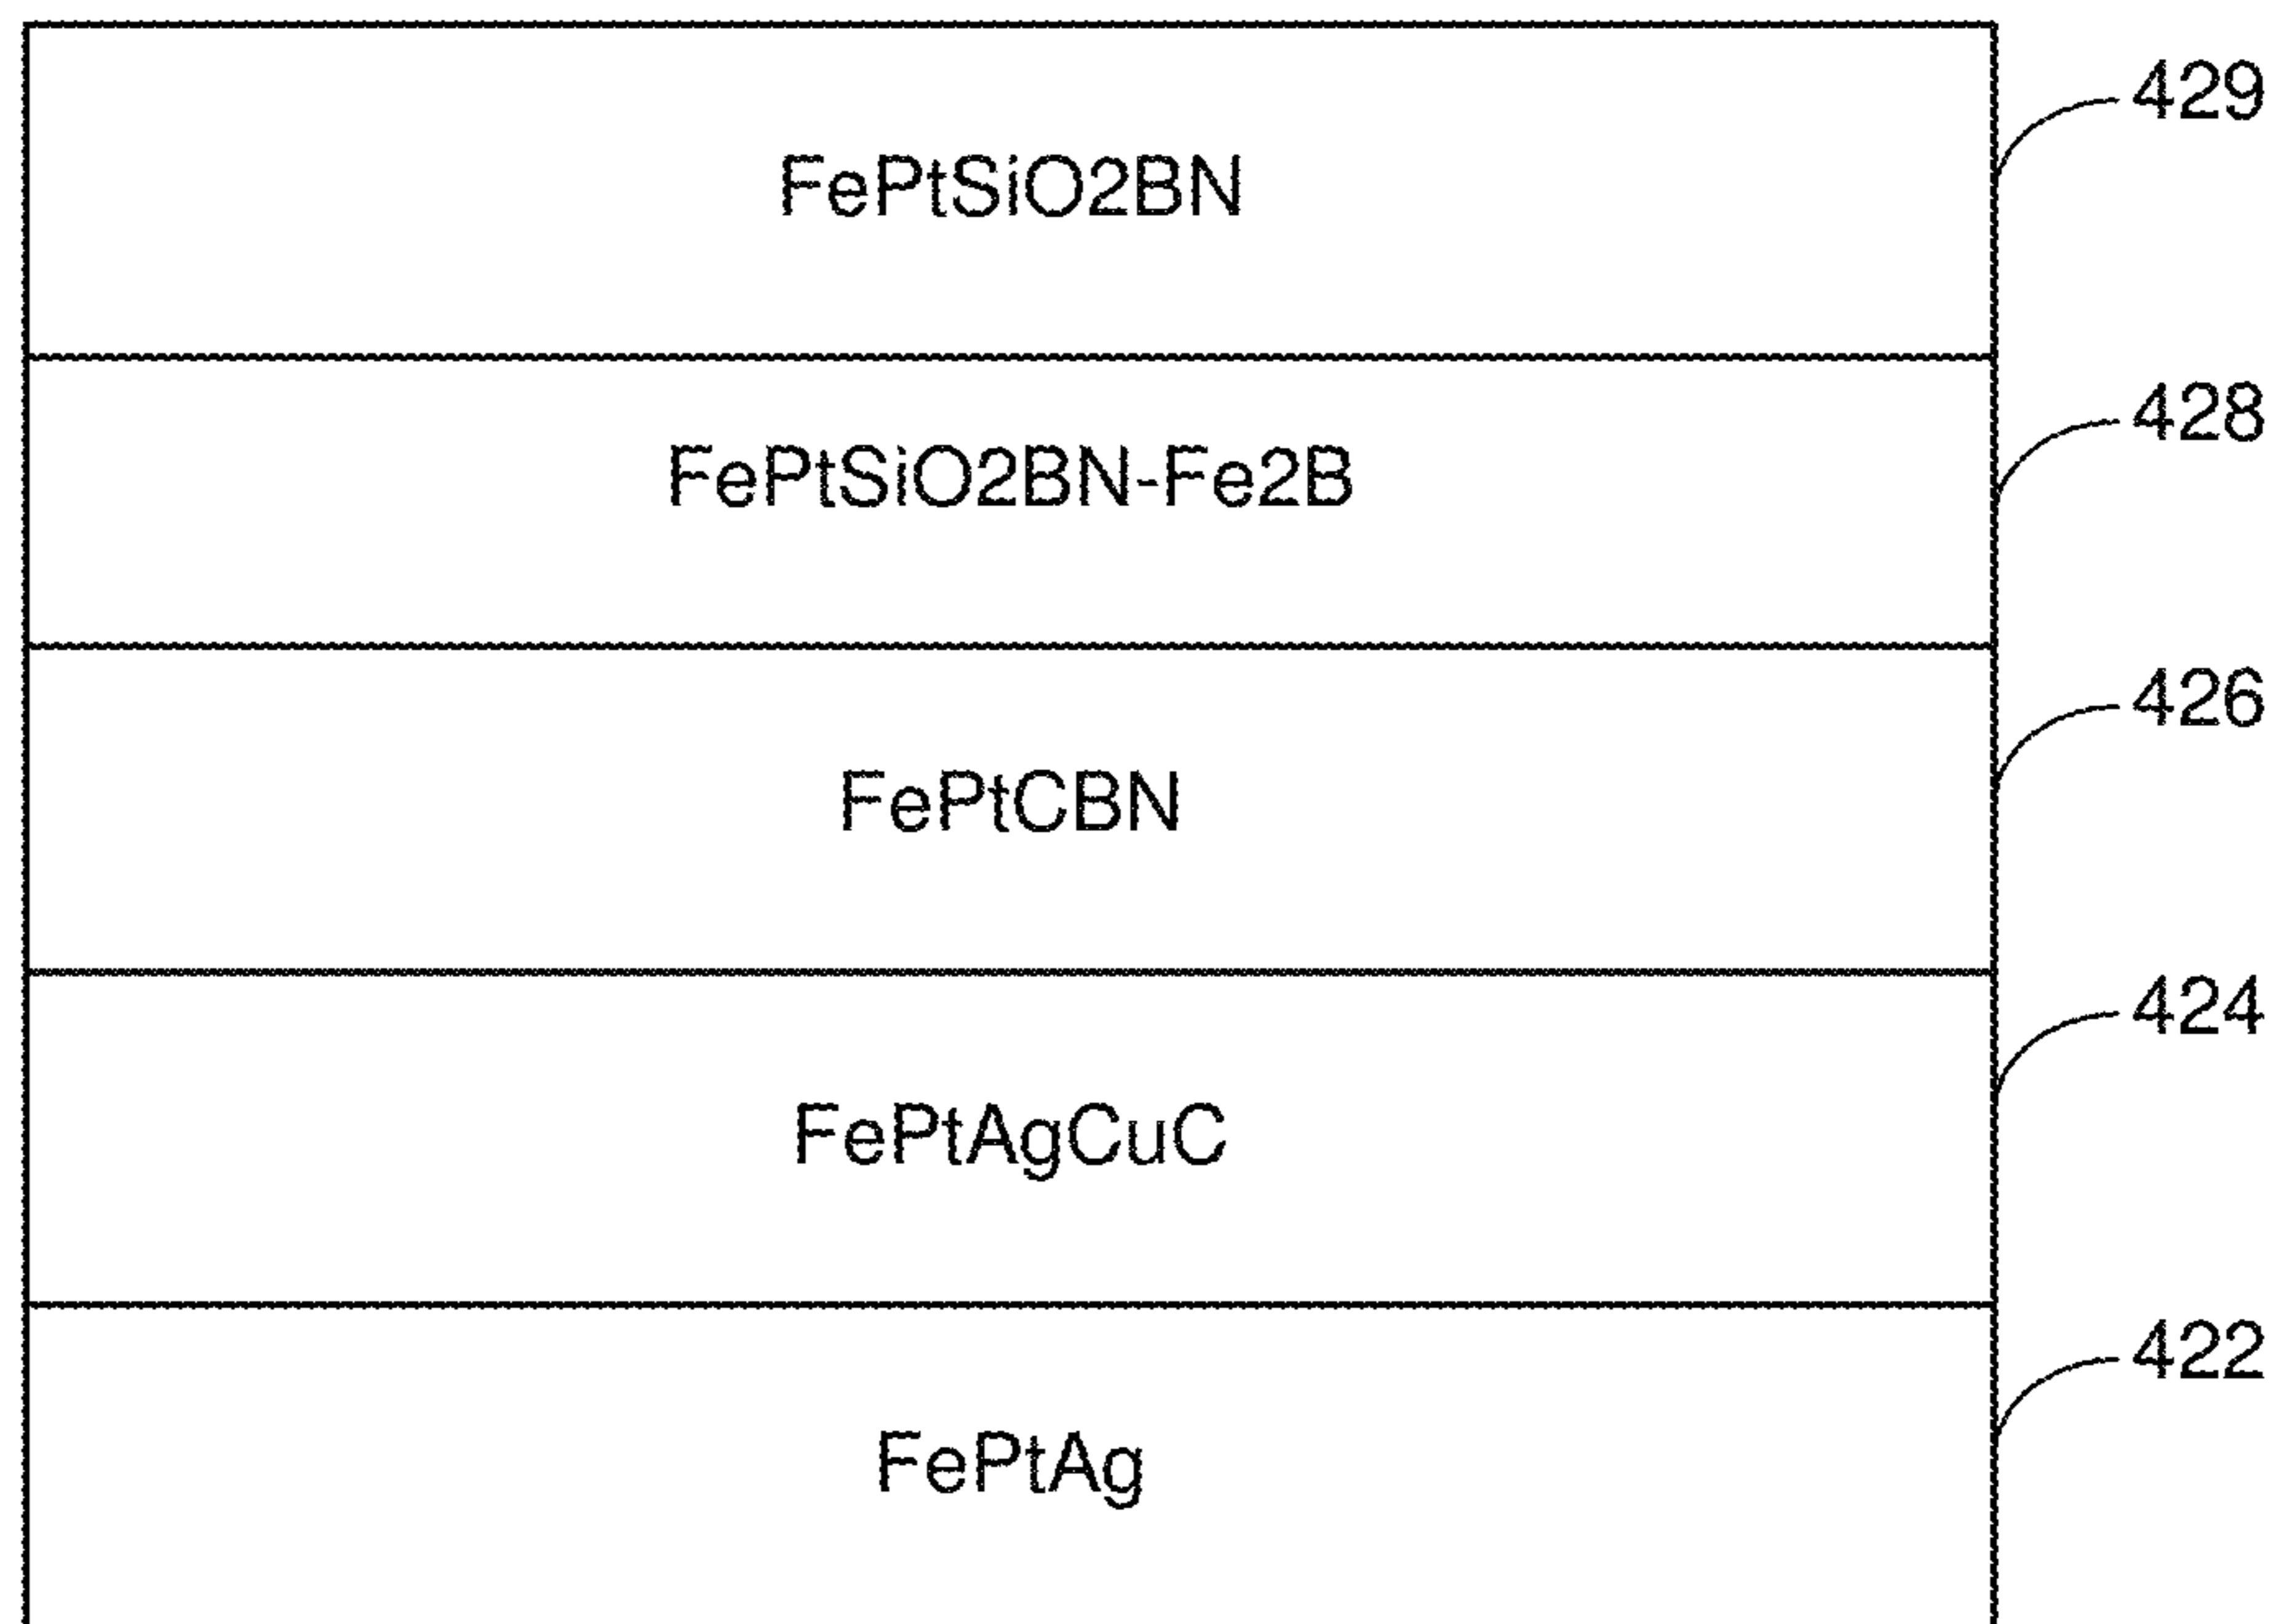 429
FePtSiO2BN
428
FePtSiO2BN-Fe2B
426
FePtCBN
424
FePtAgCuC
422
FePtAg